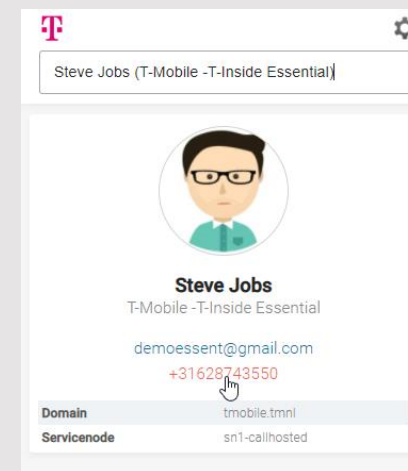 T
Steve Jobs (T-Mobile -T-Inside Essential)
Steve Jobs
T-Mobile -T-Inside Essential
demoessent@gmail.com
+31628743550
Domain tmobile.tmnl
Servicenode sn1-callhosted